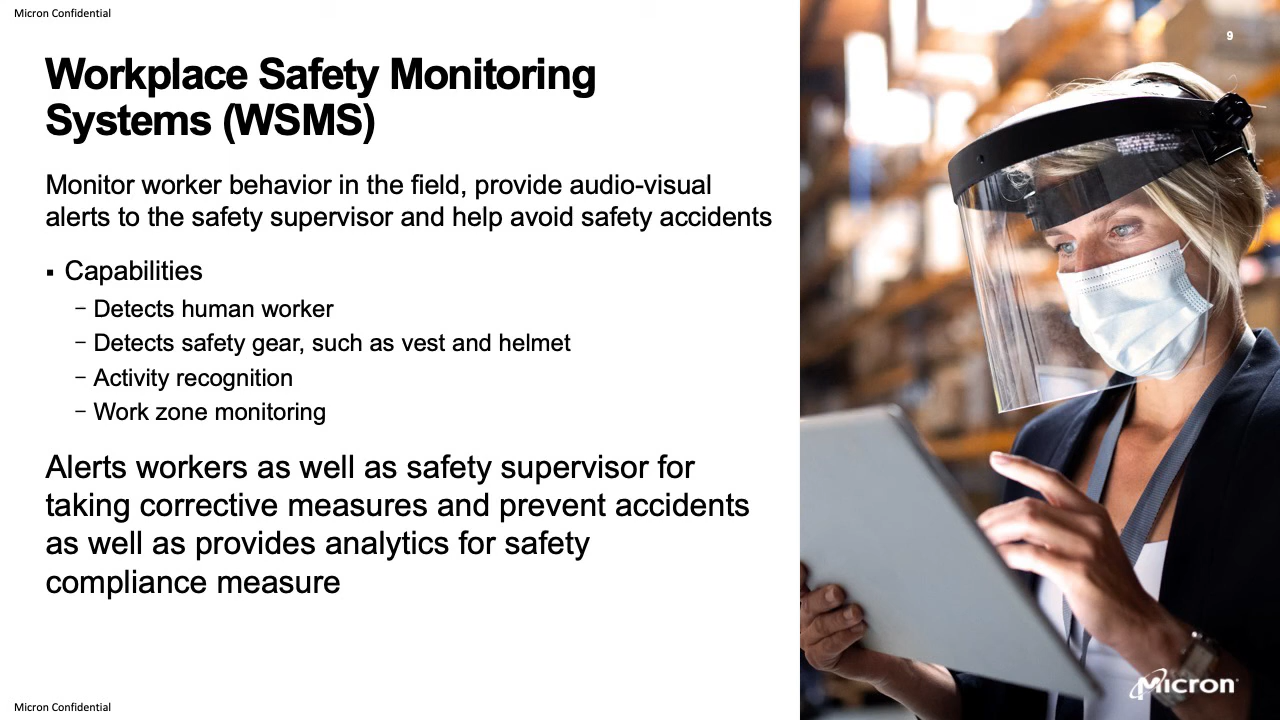 Micron Confidential
9
Workplace Safety Monitoring
Systems (WSMS)
Monitor worker behavior in the field, provide audio-visual
alerts to the safety supervisor and help avoid safety accidents
▪ Capabilities
− Detects human worker
− Detects safety gear, such as vest and helmet
− Activity recognition
− Work zone monitoring
Alerts workers as well as safety supervisor for
taking corrective measures and prevent accidents
as well as provides analytics for safety
compliance measure
Micron
Micron Confidential